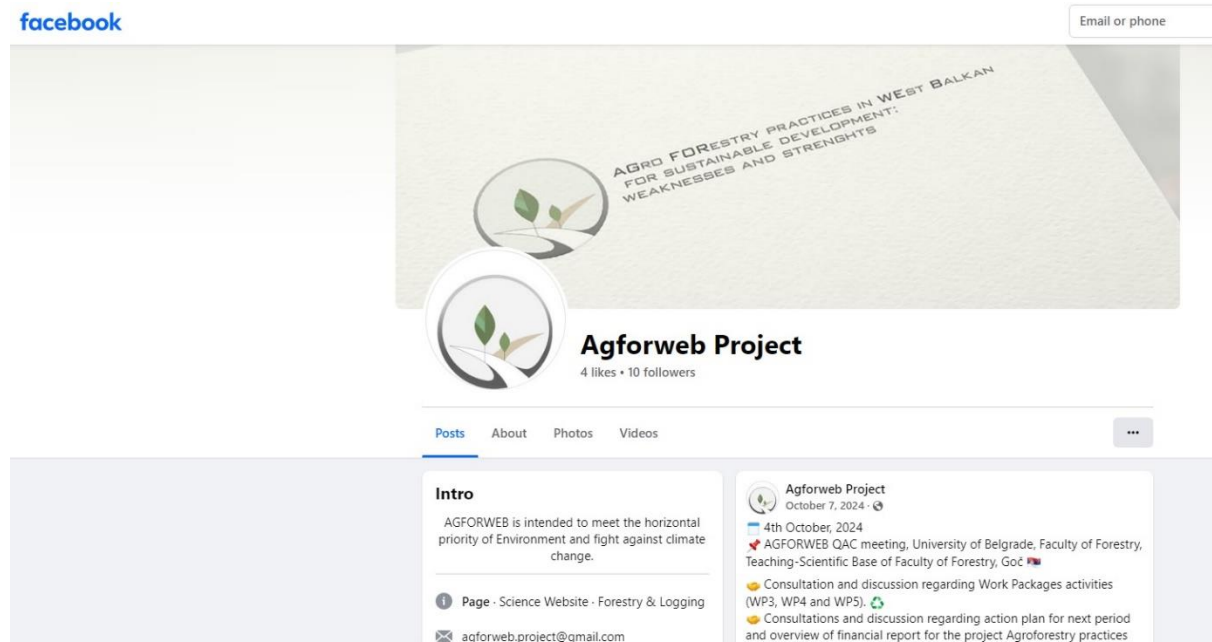 facebook
Email or phone
AGRO FORESTRY PRACTICES IN WEST BALKAN
FOR SUSTAINABLE DEVELOPMENT:
WEAKNESSES AND STRENGHTS
Agforweb Project
4 likes • 10 followers
Posts
About
Photos
Videos
Intro
AGFORWEB is intended to meet the horizontal
priority of Environment and fight against climate
change.
Page · Science Website · Forestry & Logging
agforweb.project@gmail.com
Agforweb Project
October 7, 2024 ·
4th October, 2024
AGFORWEB QAC meeting, University of Belgrade, Faculty of Forestry,
Teaching-Scientific Base of Faculty of Forestry, Goč
Consultation and discussion regarding Work Packages activities
(WP3, WP4 and WP5).
Consultations and discussion regarding action plan for next period
and overview of financial report for the project Agroforestry practices